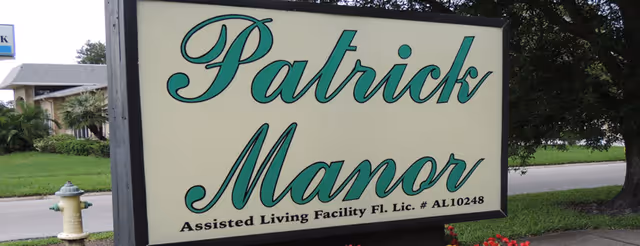 K
Patrick
Manor
Assisted Living Facility Fl. Lic. # AL10248